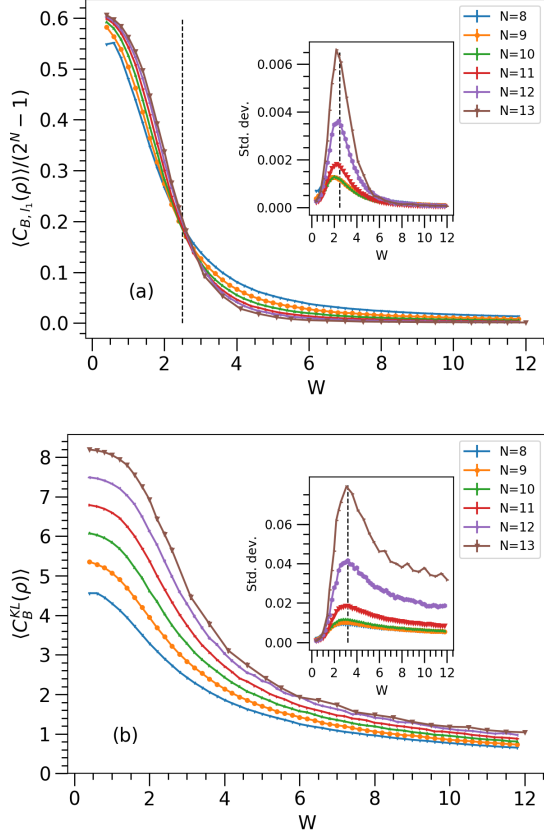 0.6
0.5
0.4
0.3
0.2
0.1
0.0
⟨C_{B, l_1}(ρ)⟩/(2^N − 1)
0 2 4 6 8 10 12
W
(a)
N=8
N=9
N=10
N=11
N=12
N=13
0.006
0.004
0.002
0.000
Std. dev.
0 2 4 6 8 10 12
W
8
7
6
5
4
3
2
1
0
⟨C_B^{KL}(ρ)⟩
0 2 4 6 8 10 12
W
(b)
N=8
N=9
N=10
N=11
N=12
N=13
0.06
0.04
0.02
0.00
Std. dev.
0 2 4 6 8 10 12
W